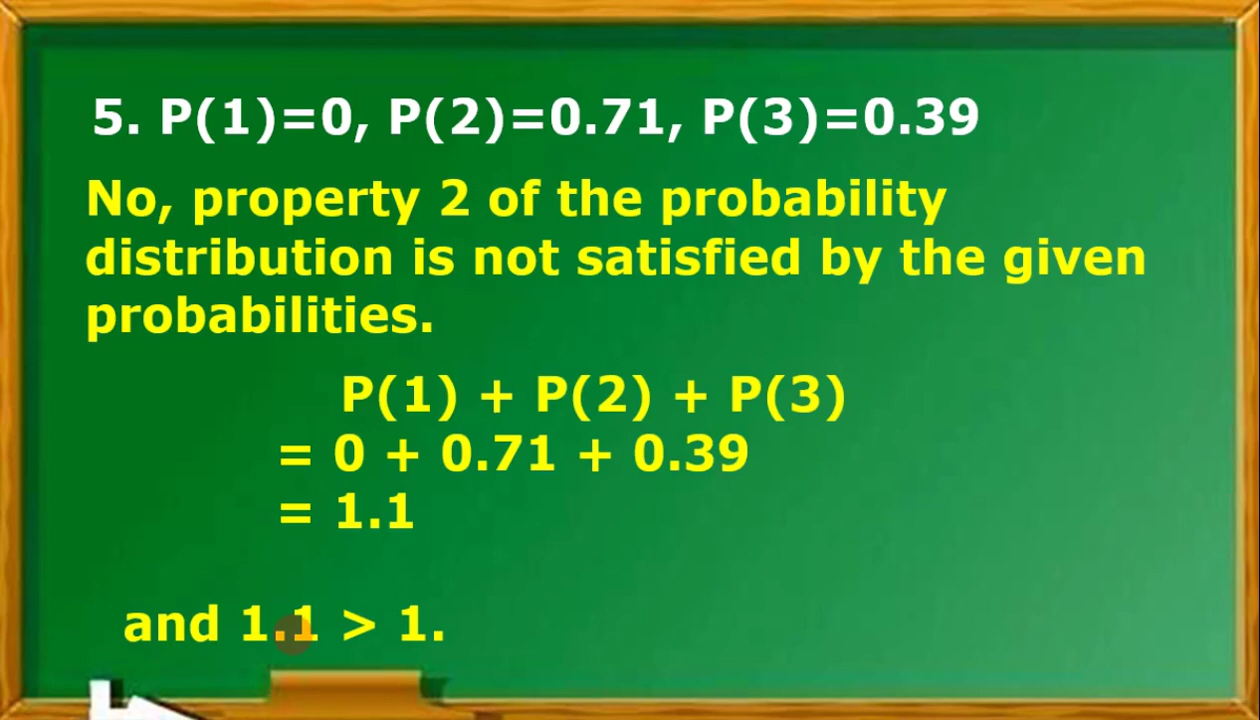 5. P(1)=0, P(2)=0.71, P(3)=0.39
No, property 2 of the probability
distribution is not satisfied by the given
probabilities.
P(1) + P(2) + P(3)
= 0 + 0.71 + 0.39
= 1.1
and 1.1 > 1.